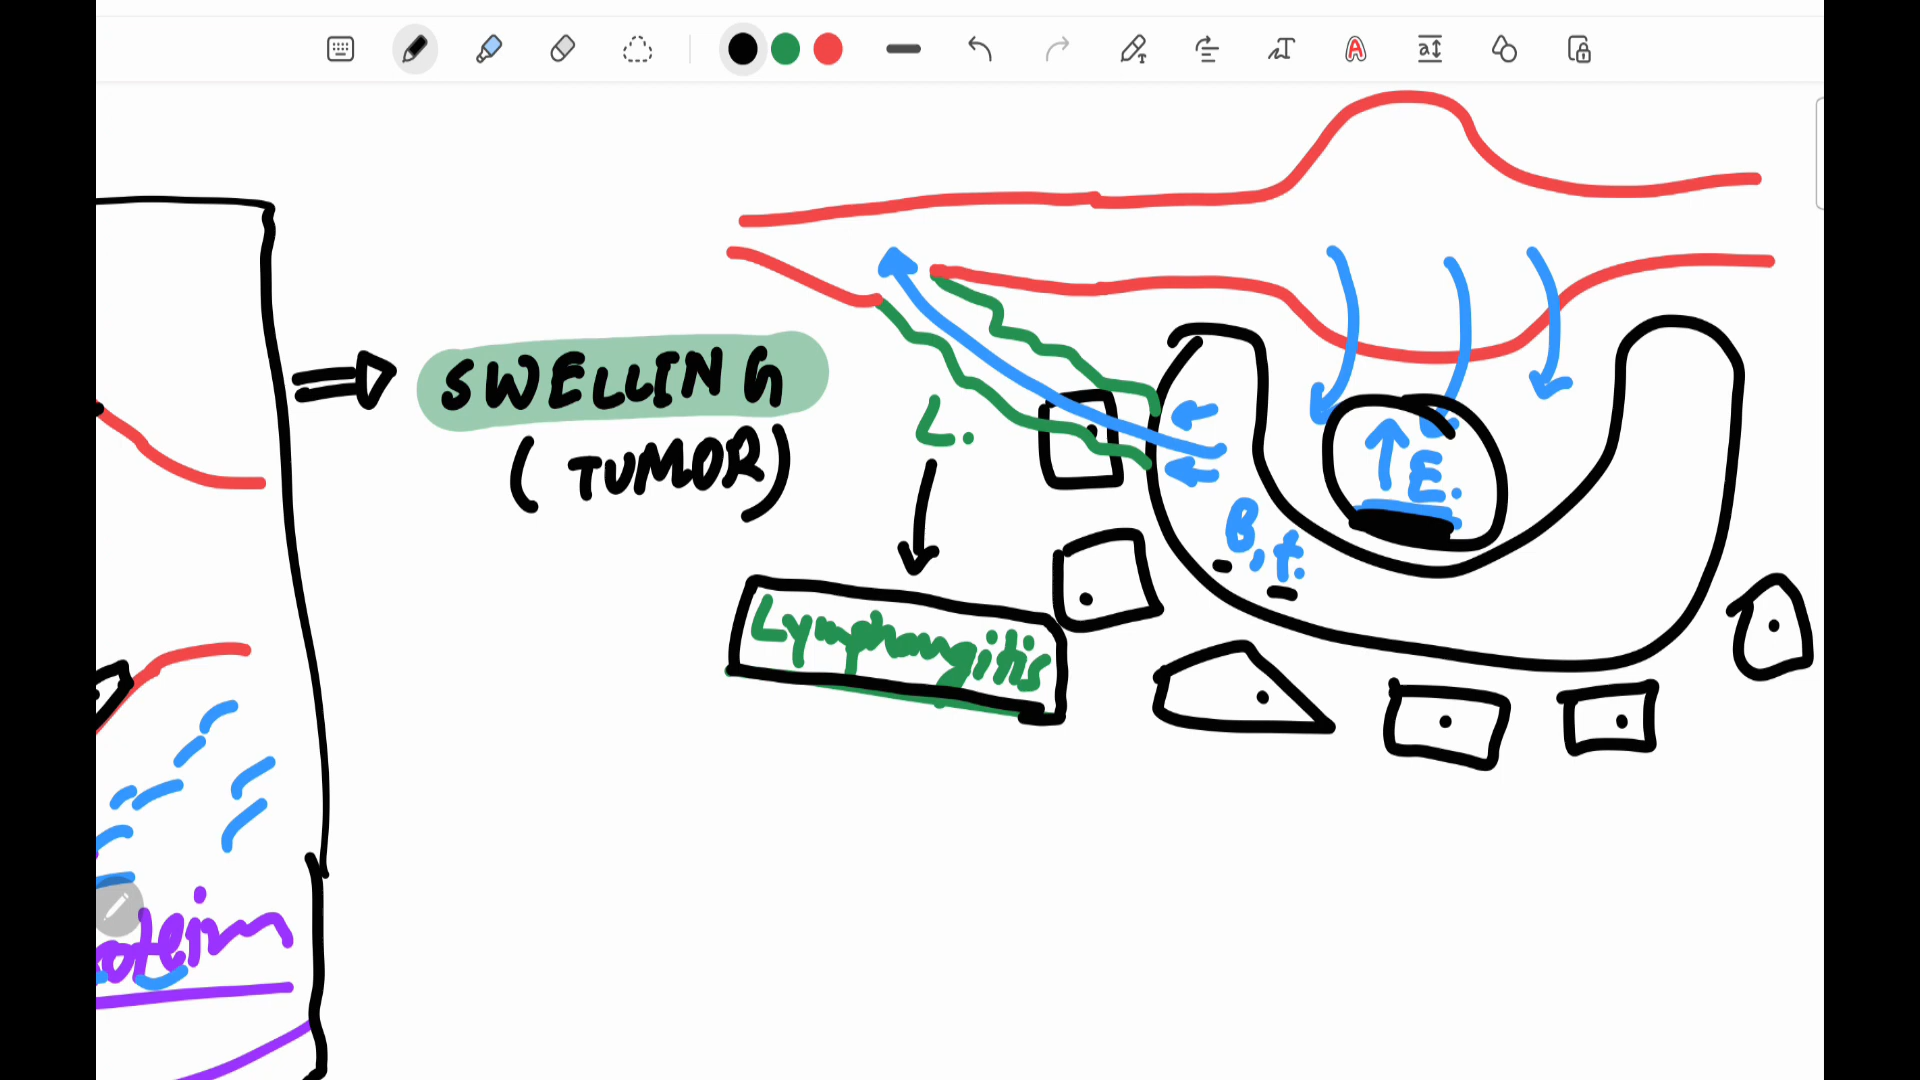 SWELLING
(TUMOR)
L.
E.
B,t.
Lymphangitis
otein